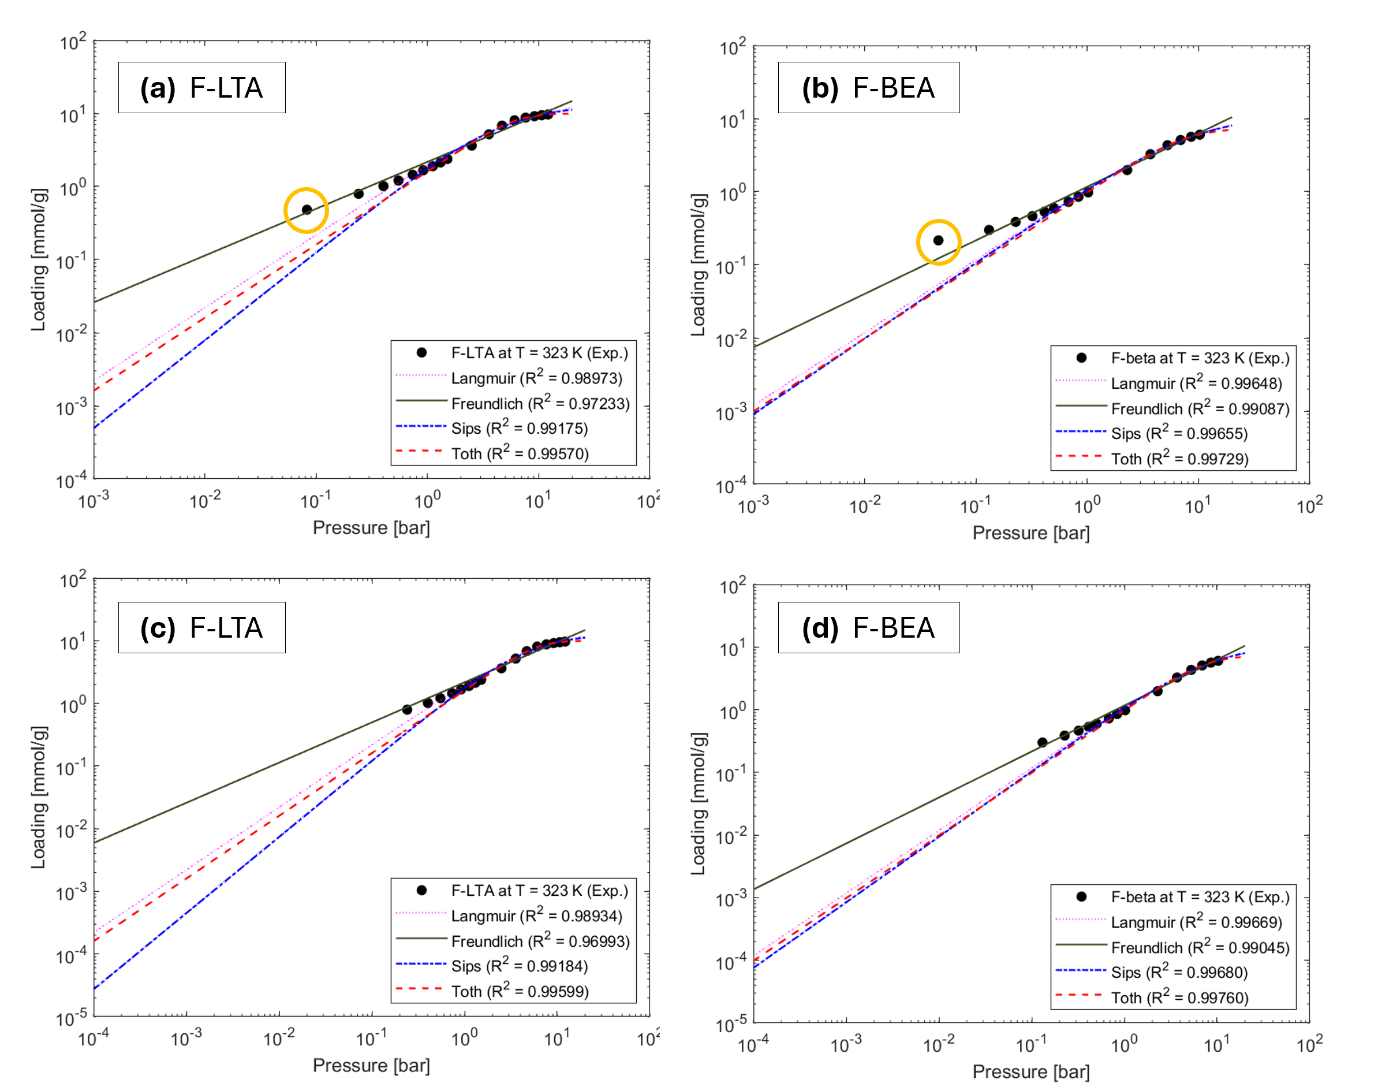 (a) F-LTA
10^2
10^1
10^0
10^-1
10^-2
10^-3
10^-4
Loading [mmol/g]
F-LTA at T = 323 K (Exp.)
Langmuir (R^2 = 0.98973)
Freundlich (R^2 = 0.97233)
Sips (R^2 = 0.99175)
Toth (R^2 = 0.99570)
10^-3 10^-2 10^-1 10^0 10^1 10^2
Pressure [bar]
(b) F-BEA
10^2
10^1
10^0
10^-1
10^-2
10^-3
10^-4
Loading [mmol/g]
F-beta at T = 323 K (Exp.)
Langmuir (R^2 = 0.99648)
Freundlich (R^2 = 0.99087)
Sips (R^2 = 0.99655)
Toth (R^2 = 0.99729)
10^-3 10^-2 10^-1 10^0 10^1 10^2
Pressure [bar]
(c) F-LTA
10^2
10^1
10^0
10^-1
10^-2
10^-3
10^-4
10^-5
Loading [mmol/g]
F-LTA at T = 323 K (Exp.)
Langmuir (R^2 = 0.98934)
Freundlich (R^2 = 0.96993)
Sips (R^2 = 0.99184)
Toth (R^2 = 0.99599)
10^-4 10^-3 10^-2 10^-1 10^0 10^1 10^2
Pressure [bar]
(d) F-BEA
10^2
10^1
10^0
10^-1
10^-2
10^-3
10^-4
10^-5
Loading [mmol/g]
F-beta at T = 323 K (Exp.)
Langmuir (R^2 = 0.99669)
Freundlich (R^2 = 0.99045)
Sips (R^2 = 0.99680)
Toth (R^2 = 0.99760)
10^-4 10^-3 10^-2 10^-1 10^0 10^1 10^2
Pressure [bar]